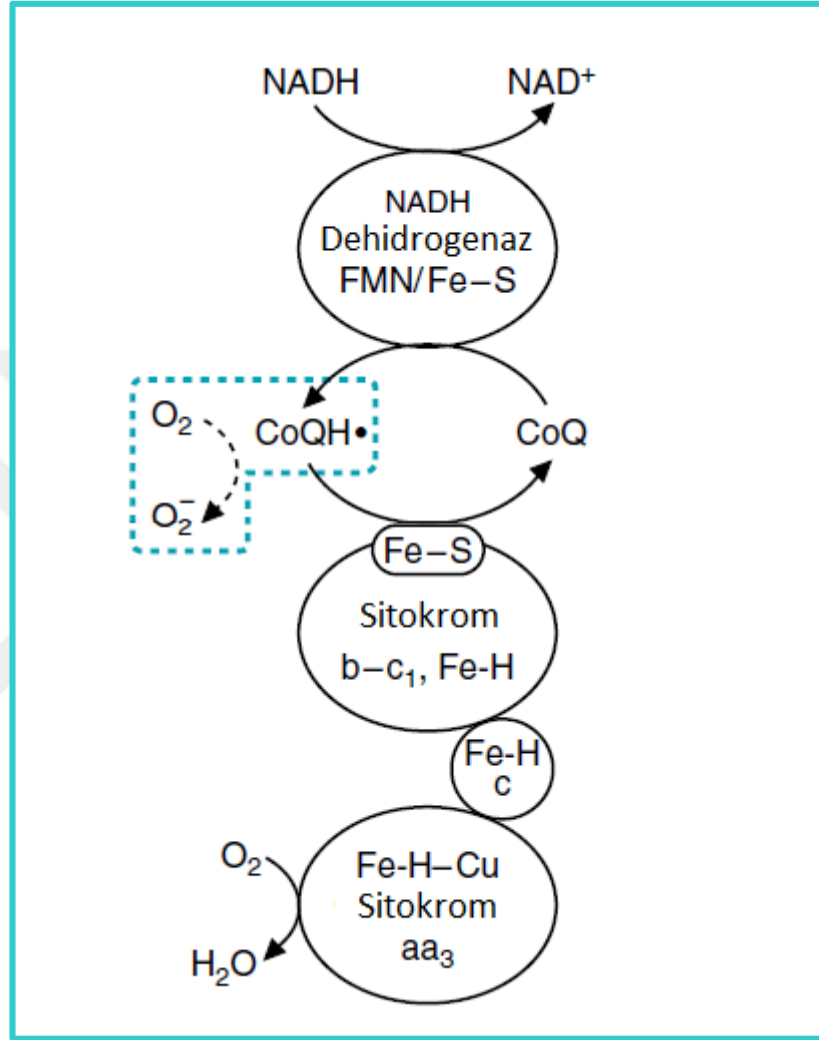 NADH NAD⁺
NADH
Dehidrogenaz
FMN/Fe–S
O₂ CoQH• CoQ
O₂⁻
Fe–S
Sitokrom
b–c₁, Fe-H
Fe-H
c
O₂ Fe-H–Cu
Sitokrom
aa₃
H₂O